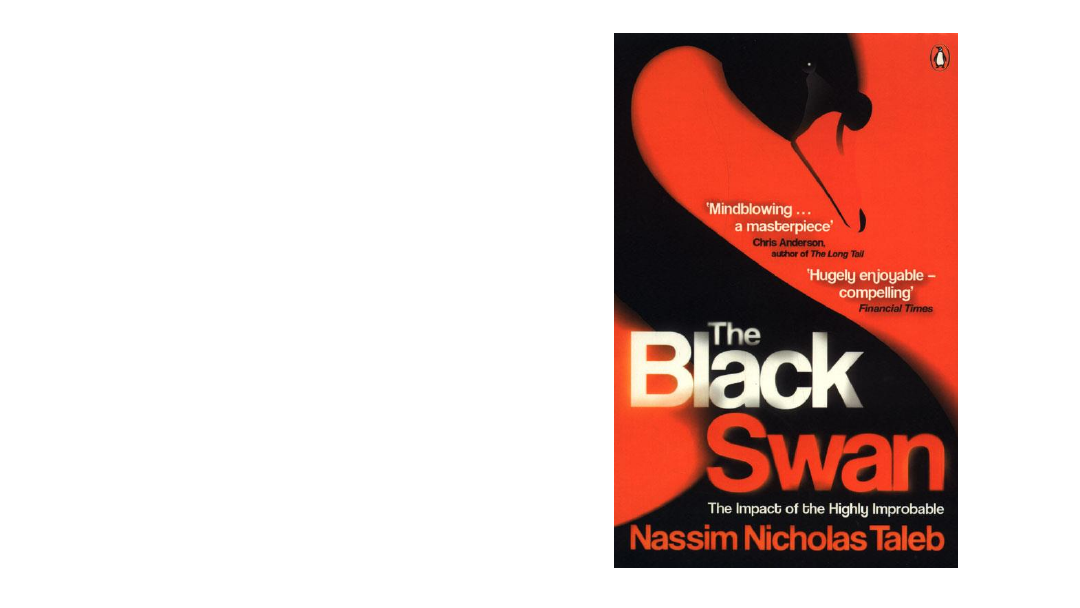 ‘Mindblowing ...
a masterpiece’
Chris Anderson,
author of The Long Tail
‘Hugely enjoyable –
compelling’
Financial Times
The
Black
Swan
The Impact of the Highly Improbable
Nassim Nicholas Taleb